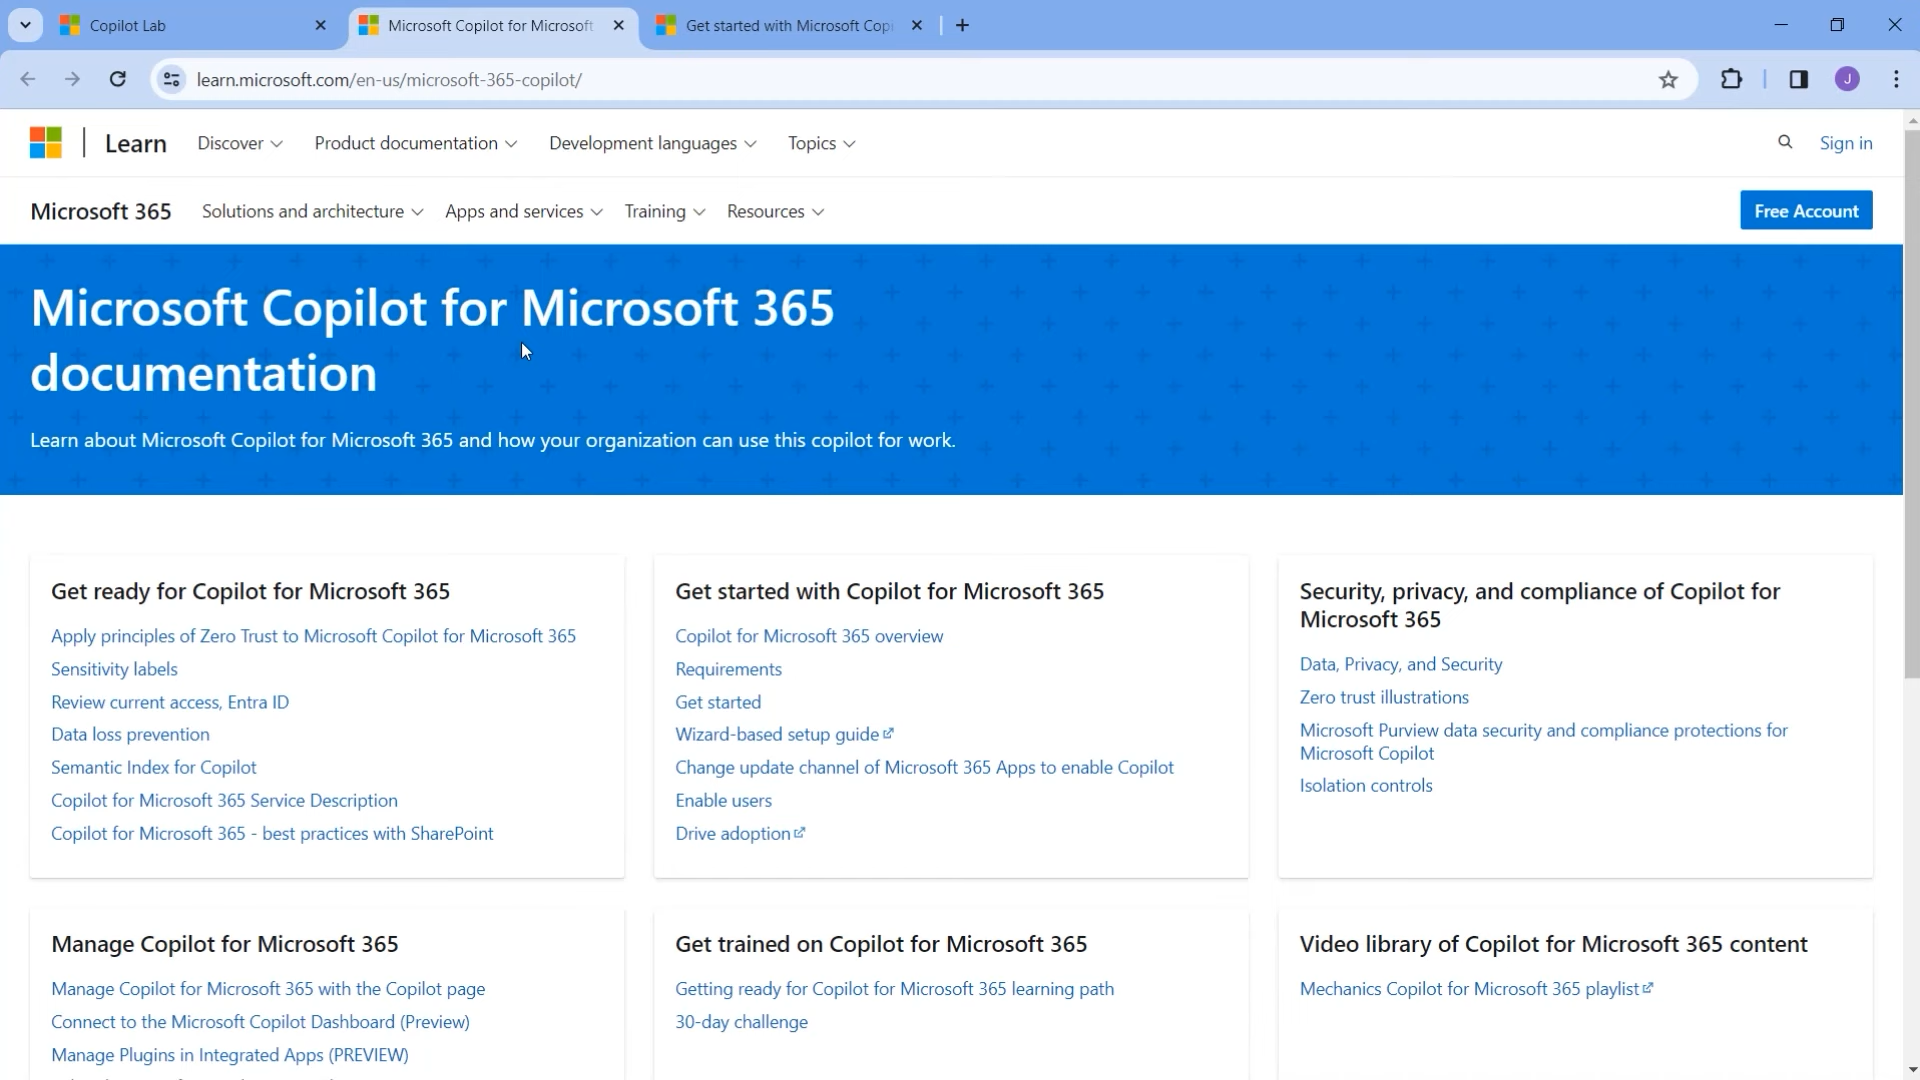 Copilot Lab
Microsoft Copilot for Microsoft
Get started with Microsoft Cop
learn.microsoft.com/en-us/microsoft-365-copilot/
J
Learn
Discover
Product documentation
Development languages
Topics
Sign in
Microsoft 365
Solutions and architecture
Apps and services
Training
Resources
Free Account
Microsoft Copilot for Microsoft 365
documentation
Learn about Microsoft Copilot for Microsoft 365 and how your organization can use this copilot for work.
Get ready for Copilot for Microsoft 365
Apply principles of Zero Trust to Microsoft Copilot for Microsoft 365
Sensitivity labels
Review current access, Entra ID
Data loss prevention
Semantic Index for Copilot
Copilot for Microsoft 365 Service Description
Copilot for Microsoft 365 - best practices with SharePoint
Get started with Copilot for Microsoft 365
Copilot for Microsoft 365 overview
Requirements
Get started
Wizard-based setup guide
Change update channel of Microsoft 365 Apps to enable Copilot
Enable users
Drive adoption
Security, privacy, and compliance of Copilot for
Microsoft 365
Data, Privacy, and Security
Zero trust illustrations
Microsoft Purview data security and compliance protections for
Microsoft Copilot
Isolation controls
Manage Copilot for Microsoft 365
Manage Copilot for Microsoft 365 with the Copilot page
Connect to the Microsoft Copilot Dashboard (Preview)
Manage Plugins in Integrated Apps (PREVIEW)
Get trained on Copilot for Microsoft 365
Getting ready for Copilot for Microsoft 365 learning path
30-day challenge
Video library of Copilot for Microsoft 365 content
Mechanics Copilot for Microsoft 365 playlist